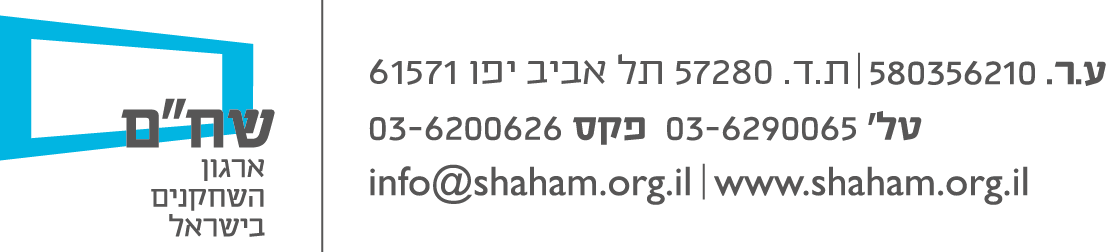 שח"ם
ארגון
השחקנים
בישראל
ע.ר. 580356210|ת.ד. 57280 תל אביב יפו 61571
טל' 03-6290065 פקס 03-6200626
info@shaham.org.il|www.shaham.org.il